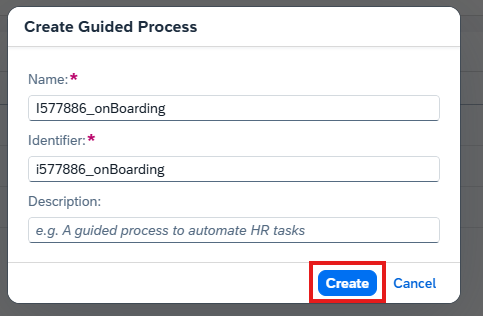 Create Guided Process
Name:*
I577886_onBoarding
Identifier:*
i577886_onBoarding
Description:
e.g. A guided process to automate HR tasks
Create Cancel